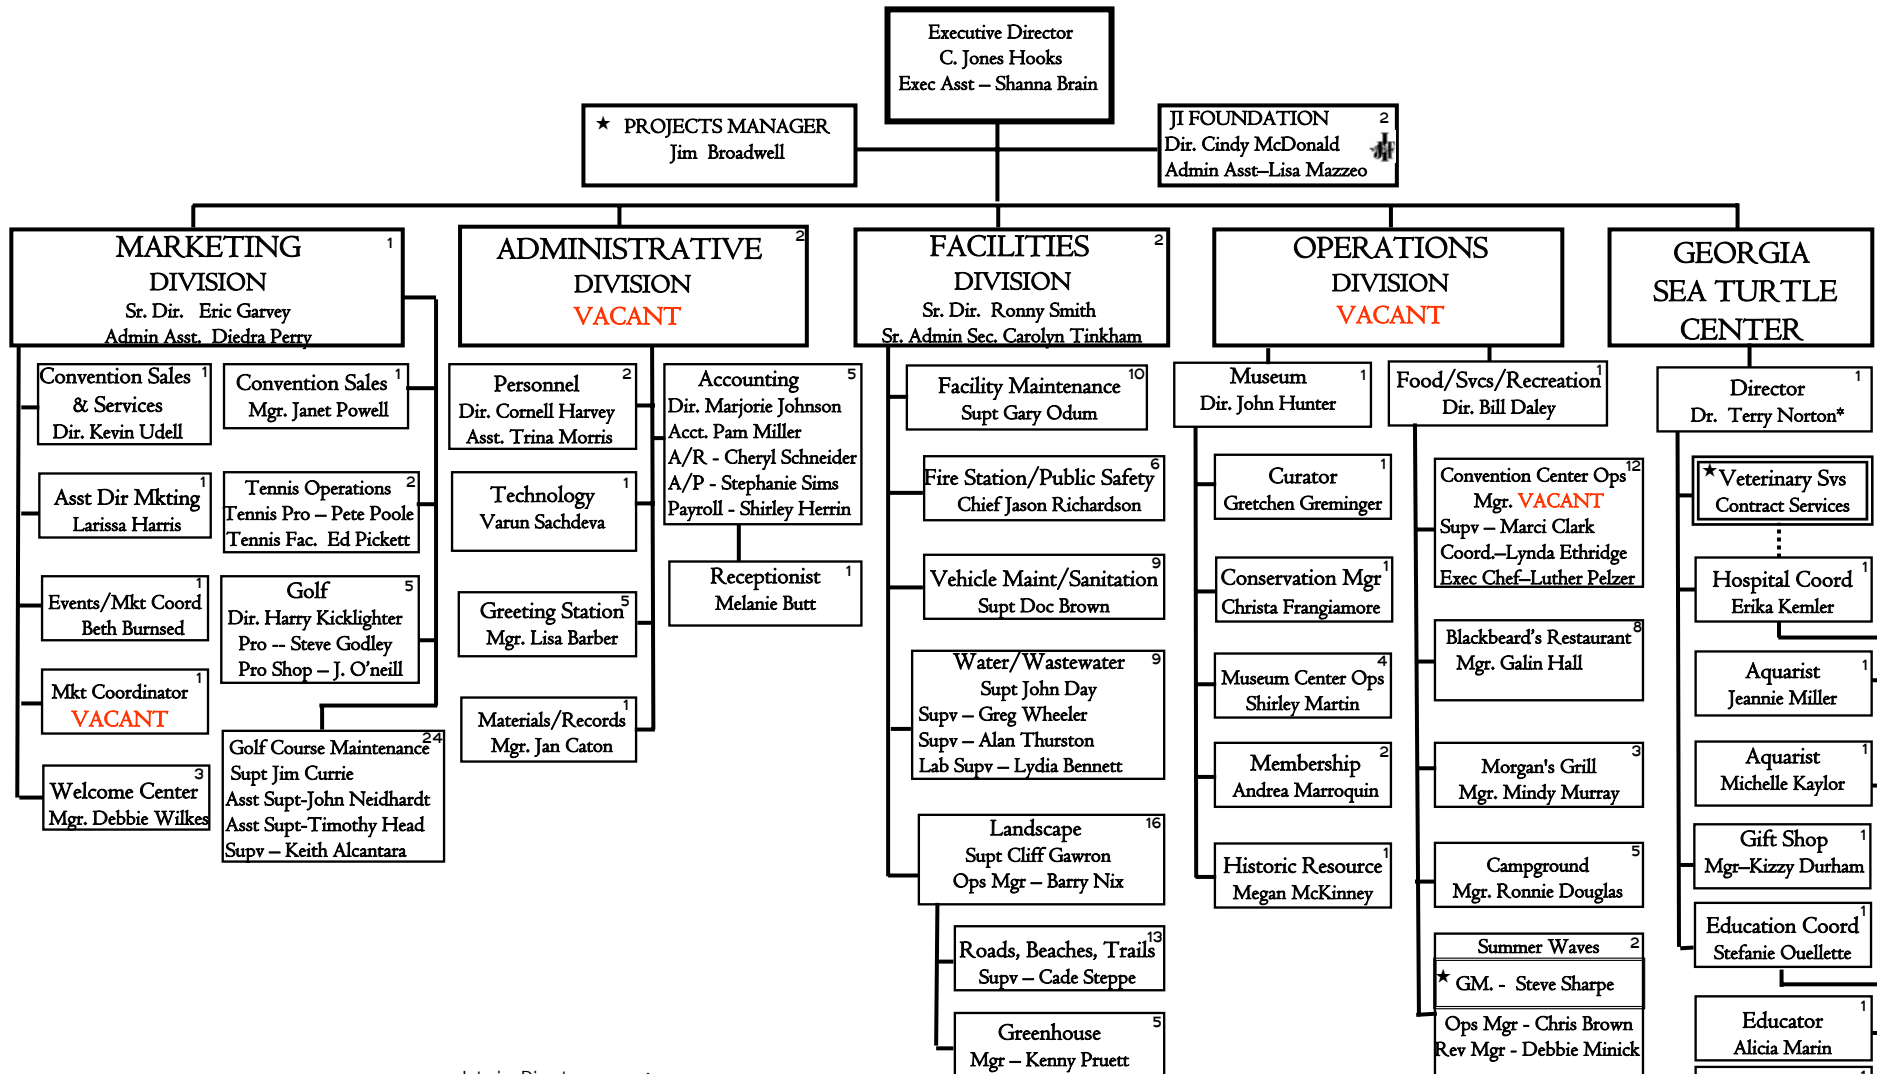 Executive Director
C. Jones Hooks
Exec Asst – Shanna Brain
★ PROJECTS MANAGER
Jim Broadwell
JI FOUNDATION 2
Dir. Cindy McDonald
Admin Asst–Lisa Mazzeo
MARKETING 1
DIVISION
Sr. Dir. Eric Garvey
Admin Asst. Diedra Perry
ADMINISTRATIVE 2
DIVISION
VACANT
FACILITIES 2
DIVISION
Sr. Dir. Ronny Smith
Sr. Admin Sec. Carolyn Tinkham
OPERATIONS
DIVISION
VACANT
GEORGIA
SEA TURTLE
CENTER
Convention Sales 1
& Services
Dir. Kevin Udell
Asst Dir Mkting 1
Larissa Harris
Events/Mkt Coord 1
Beth Burnsed
Mkt Coordinator 1
VACANT
Welcome Center 3
Mgr. Debbie Wilkes
Convention Sales 1
Mgr. Janet Powell
Tennis Operations 2
Tennis Pro – Pete Poole
Tennis Fac. Ed Pickett
Golf 5
Dir. Harry Kicklighter
Pro -- Steve Godley
Pro Shop – J. O'neill
Golf Course Maintenance 24
Supt Jim Currie
Asst Supt-John Neidhardt
Asst Supt-Timothy Head
Supv – Keith Alcantara
Personnel 2
Dir. Cornell Harvey
Asst. Trina Morris
Technology 1
Varun Sachdeva
Greeting Station 5
Mgr. Lisa Barber
Materials/Records 1
Mgr. Jan Caton
Accounting 5
Dir. Marjorie Johnson
Acct. Pam Miller
A/R - Cheryl Schneider
A/P - Stephanie Sims
Payroll - Shirley Herrin
Receptionist 1
Melanie Butt
Facility Maintenance 10
Supt Gary Odum
Fire Station/Public Safety 6
Chief Jason Richardson
Vehicle Maint/Sanitation 9
Supt Doc Brown
Water/Wastewater 9
Supt John Day
Supv – Greg Wheeler
Supv – Alan Thurston
Lab Supv – Lydia Bennett
Landscape 16
Supt Cliff Gawron
Ops Mgr – Barry Nix
Roads, Beaches, Trails 13
Supv – Cade Steppe
Greenhouse 5
Mgr – Kenny Pruett
Museum 1
Dir. John Hunter
Curator 1
Gretchen Greminger
Conservation Mgr 1
Christa Frangiamore
Museum Center Ops 4
Shirley Martin
Membership 2
Andrea Marroquin
Historic Resource 1
Megan McKinney
Food/Svcs/Recreation 1
Dir. Bill Daley
Convention Center Ops 12
Mgr. VACANT
Supv – Marci Clark
Coord.–Lynda Ethridge
Exec Chef–Luther Pelzer
Blackbeard's Restaurant 8
Mgr. Galin Hall
Morgan's Grill 3
Mgr. Mindy Murray
Campground 5
Mgr. Ronnie Douglas
Summer Waves 2
★ GM. - Steve Sharpe
Ops Mgr - Chris Brown
Rev Mgr - Debbie Minick
Director 1
Dr. Terry Norton*
★ Veterinary Svs
Contract Services
Hospital Coord 1
Erika Kemler
Aquarist 1
Jeannie Miller
Aquarist 1
Michelle Kaylor
Gift Shop 1
Mgr–Kizzy Durham
Education Coord 1
Stefanie Ouellette
Educator 1
Alicia Marin
1